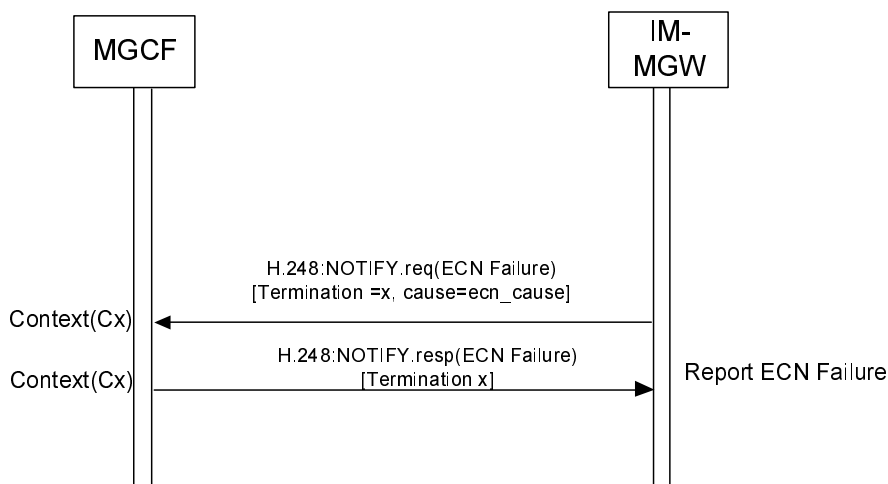 MGCF
IM-
MGW
H.248:NOTIFY.req(ECN Failure)
[Termination =x, cause=ecn_cause]
Context(Cx)
H.248:NOTIFY.resp(ECN Failure)
[Termination x]
Context(Cx)
Report ECN Failure